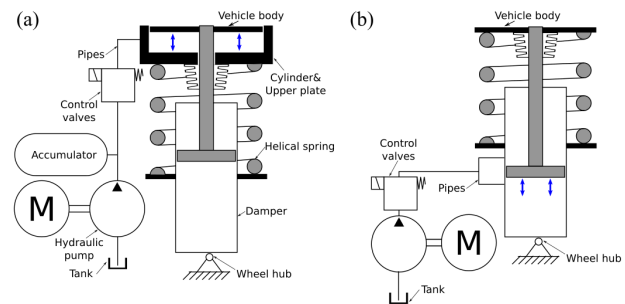 (a)
Vehicle body
Pipes
Cylinder&
Upper plate
Control
valves
Accumulator
Helical spring
M
Damper
Hydraulic
pump
Tank
Wheel hub
(b)
Vehicle body
Control
valves
Pipes
M
Wheel hub
Tank